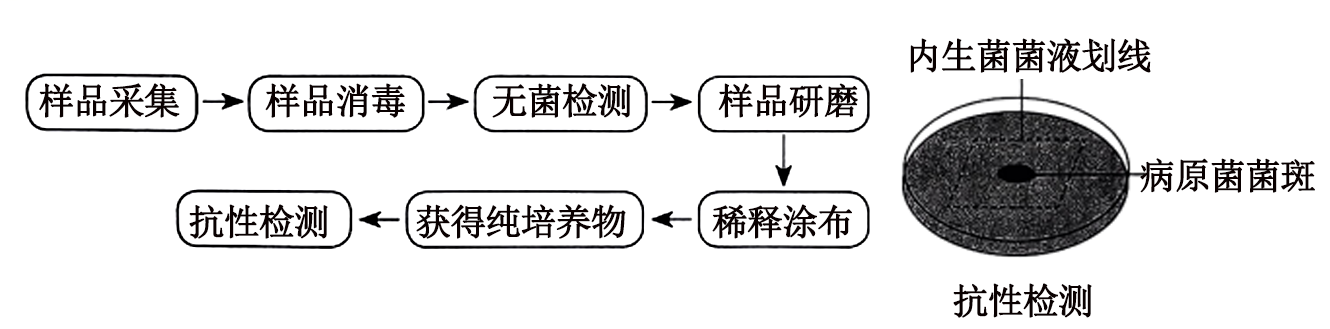 样品采集
样品消毒
无菌检测
样品研磨
稀释涂布
获得纯培养物
抗性检测
内生菌菌液划线
病原菌菌斑
抗性检测